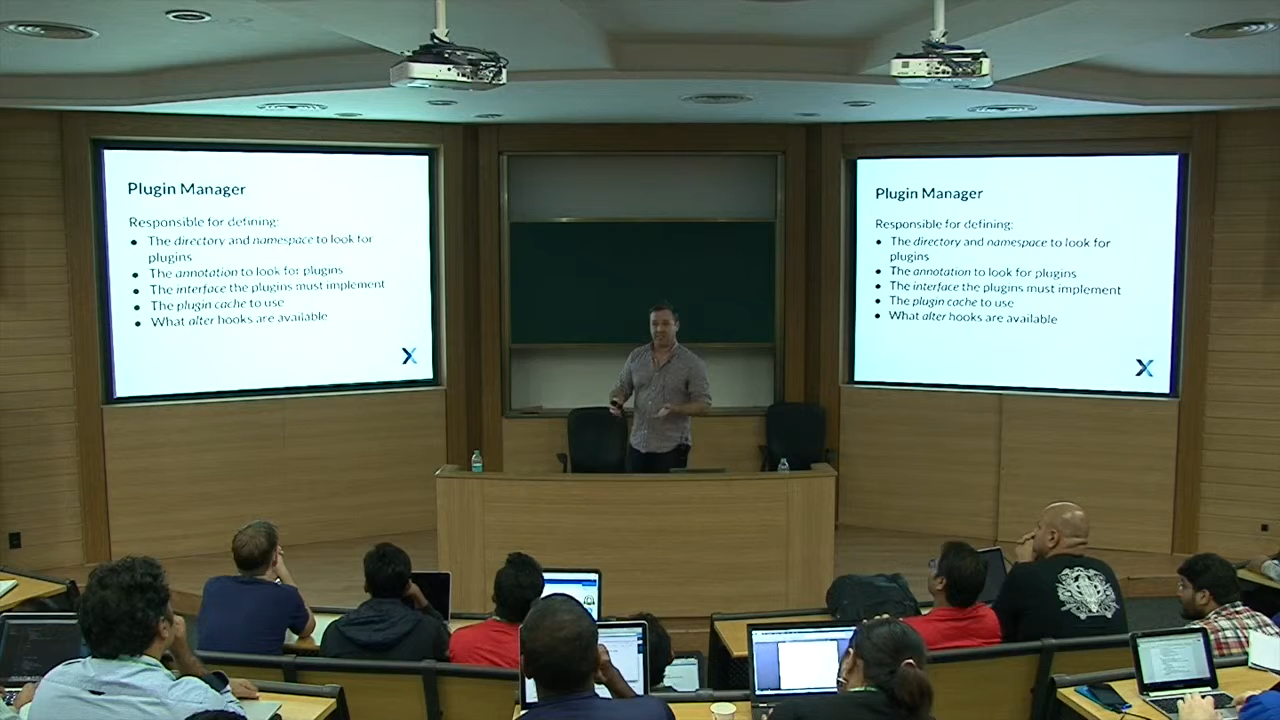 Plugin Manager
Responsible for defining:
• The directory and namespace to look for
plugins
• The annotation to look for plugins
• The interface the plugins must implement
• The plugin cache to use
• What alter hooks are available
X
Plugin Manager
Responsible for defining:
• The directory and namespace to look for
plugins
• The annotation to look for plugins
• The interface the plugins must implement
• The plugin cache to use
• What alter hooks are available
X